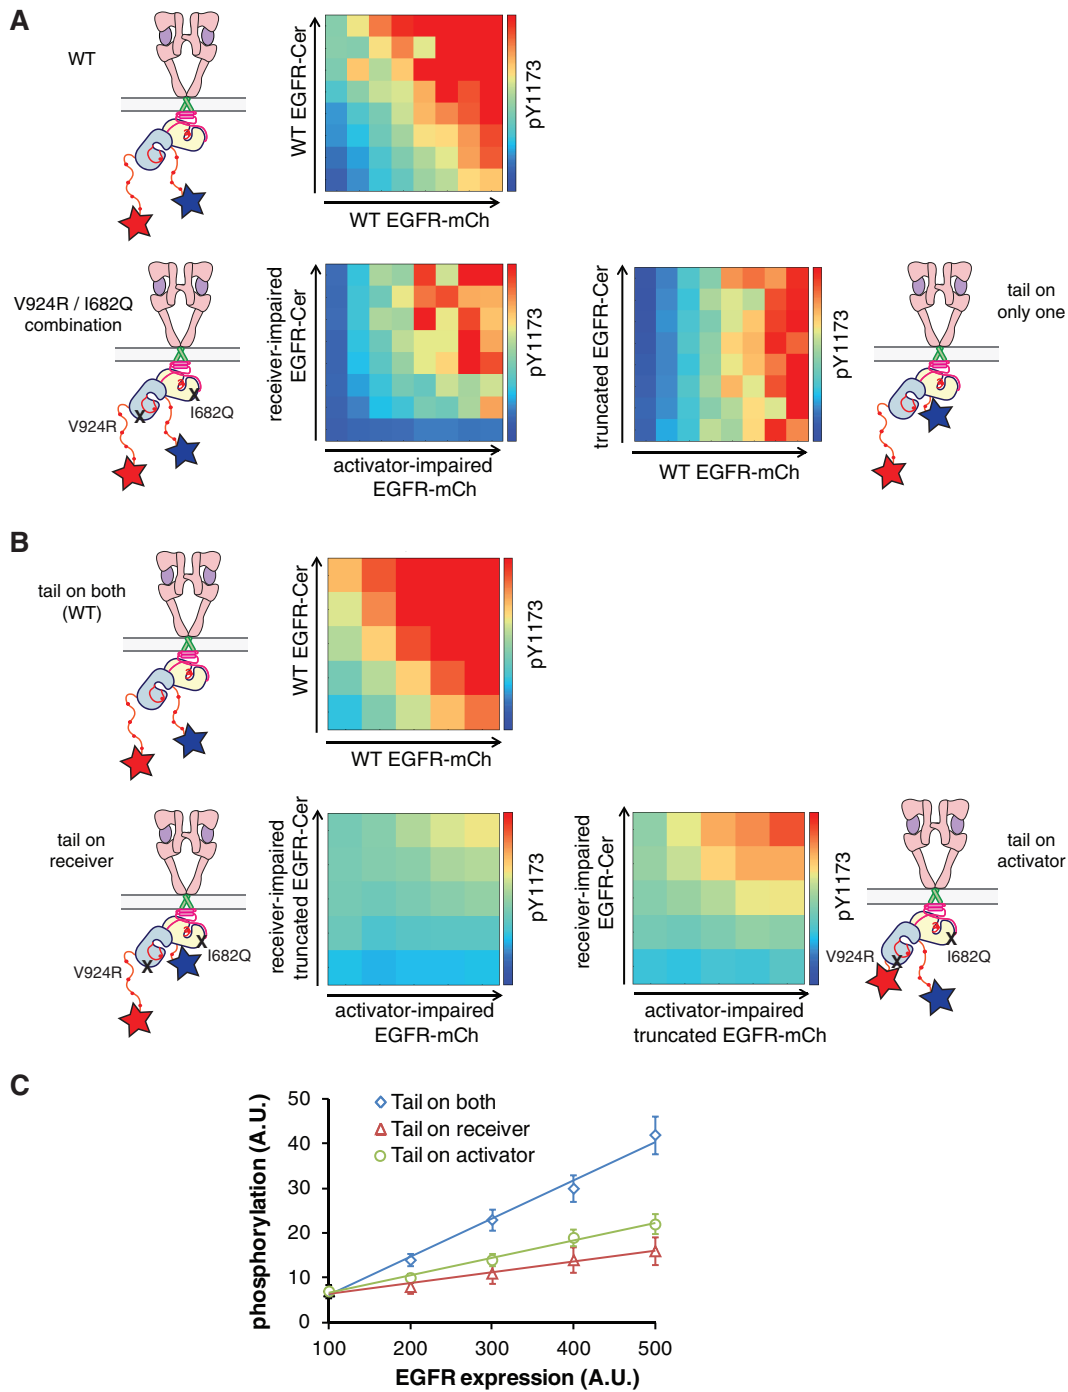 A
WT
WT EGFR-Cer
pY1173
WT EGFR-mCh
V924R / I682Q
combination
V924R
I682Q
receiver-impaired
EGFR-Cer
pY1173
activator-impaired
EGFR-mCh
truncated EGFR-Cer
pY1173
WT EGFR-mCh
tail on
only one
B
tail on both
(WT)
WT EGFR-Cer
pY1173
WT EGFR-mCh
tail on
receiver
V924R
I682Q
receiver-impaired
truncated EGFR-Cer
pY1173
activator-impaired
EGFR-mCh
receiver-impaired
EGFR-Cer
pY1173
activator-impaired
truncated EGFR-mCh
tail on
activator
V924R
I682Q
C
phosphorylation (A.U.)
50
40
30
20
10
0
Tail on both
Tail on receiver
Tail on activator
100 200 300 400 500
EGFR expression (A.U.)